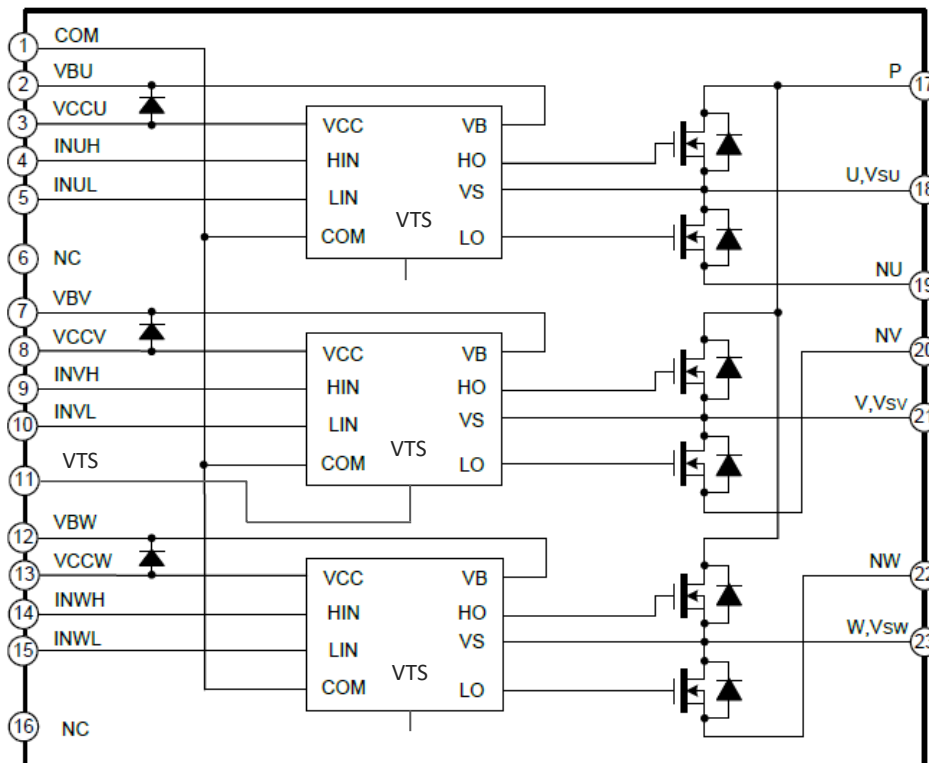 1 COM
2 VBU
3 VCCU
4 INUH
5 INUL
6 NC
7 VBV
8 VCCV
9 INVH
10 INVL
11 VTS
12 VBW
13 VCCW
14 INWH
15 INWL
16 NC
VCC VB
HIN HO
LIN VS
VTS
COM LO
VCC VB
HIN HO
LIN VS
VTS
COM LO
VCC VB
HIN HO
LIN VS
VTS
COM LO
P 17
U,VSU 18
NU 19
NV 20
V,VSV 21
NW 22
W,VSW 23